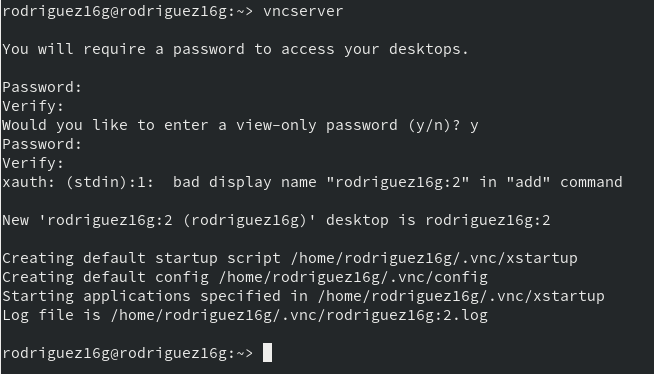 rodriguez16g@rodriguez16g:~> vncserver
You will require a password to access your desktops.
Password:
Verify:
Would you like to enter a view-only password (y/n)? y
Password:
Verify:
xauth: (stdin):1:  bad display name "rodriguez16g:2" in "add" command
New 'rodriguez16g:2 (rodriguez16g)' desktop is rodriguez16g:2
Creating default startup script /home/rodriguez16g/.vnc/xstartup
Creating default config /home/rodriguez16g/.vnc/config
Starting applications specified in /home/rodriguez16g/.vnc/xstartup
Log file is /home/rodriguez16g/.vnc/rodriguez16g:2.log
rodriguez16g@rodriguez16g:~>